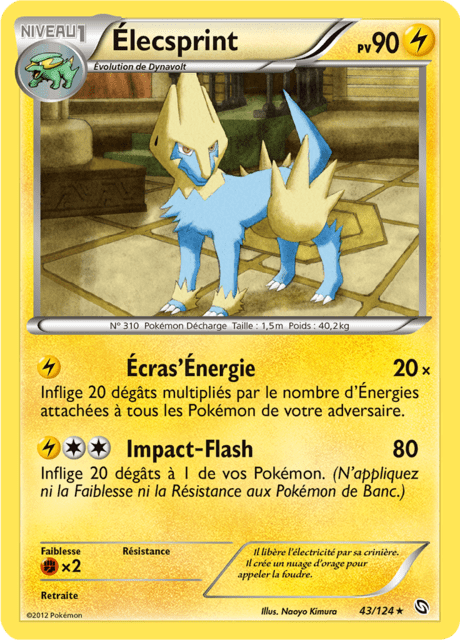 NIVEAU 1
Élecsprint
PV 90
Évolution de Dynavolt
N° 310 Pokémon Décharge Taille : 1,5m Poids : 40,2kg
Écras'Énergie 20×
Inflige 20 dégâts multipliés par le nombre d'Énergies
attachées à tous les Pokémon de votre adversaire.
Impact-Flash 80
Inflige 20 dégâts à 1 de vos Pokémon. (N'appliquez
ni la Faiblesse ni la Résistance aux Pokémon de Banc.)
Faiblesse Résistance
×2
Retraite
Il libère l'électricité par sa crinière.
Il crée un nuage d'orage pour
appeler la foudre.
©2012 Pokémon
Illus. Naoyo Kimura
43/124 ★